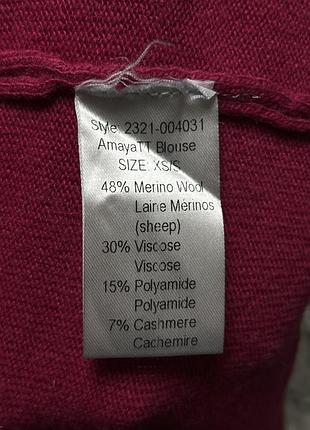 Style: 2321-004031
AmayaTT Blouse
SIZE: XS/S
48% Merino Wool
Laine Mérinos
(sheep)
30% Viscose
Viscose
15% Polyamide
Polyamide
7% Cashmere
Cachemire